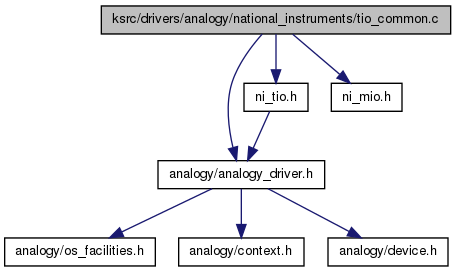 ksrc/drivers/analogy/national_instruments/tio_common.c
ni_tio.h
ni_mio.h
analogy/analogy_driver.h
analogy/os_facilities.h
analogy/context.h
analogy/device.h